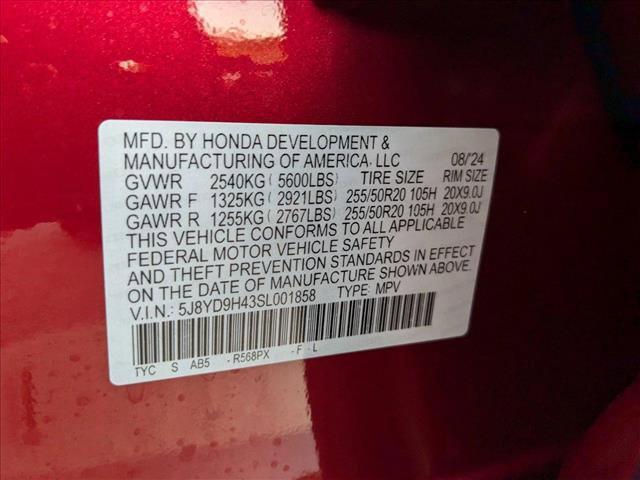 MFD. BY HONDA DEVELOPMENT &
MANUFACTURING OF AMERICA, LLC 08/'24
GVWR 2540KG (5600LBS) TIRE SIZE RIM SIZE
GAWR F 1325KG (2921LBS) 255/50R20 105H 20X9.0J
GAWR R 1255KG (2767LBS) 255/50R20 105H 20X9.0J
THIS VEHICLE CONFORMS TO ALL APPLICABLE
FEDERAL MOTOR VEHICLE SAFETY
AND THEFT PREVENTION STANDARDS IN EFFECT
ON THE DATE OF MANUFACTURE SHOWN ABOVE.
V.I.N.: 5J8YD9H43SL001858 TYPE: MPV
TYC S AB5 - R568PX - F - L